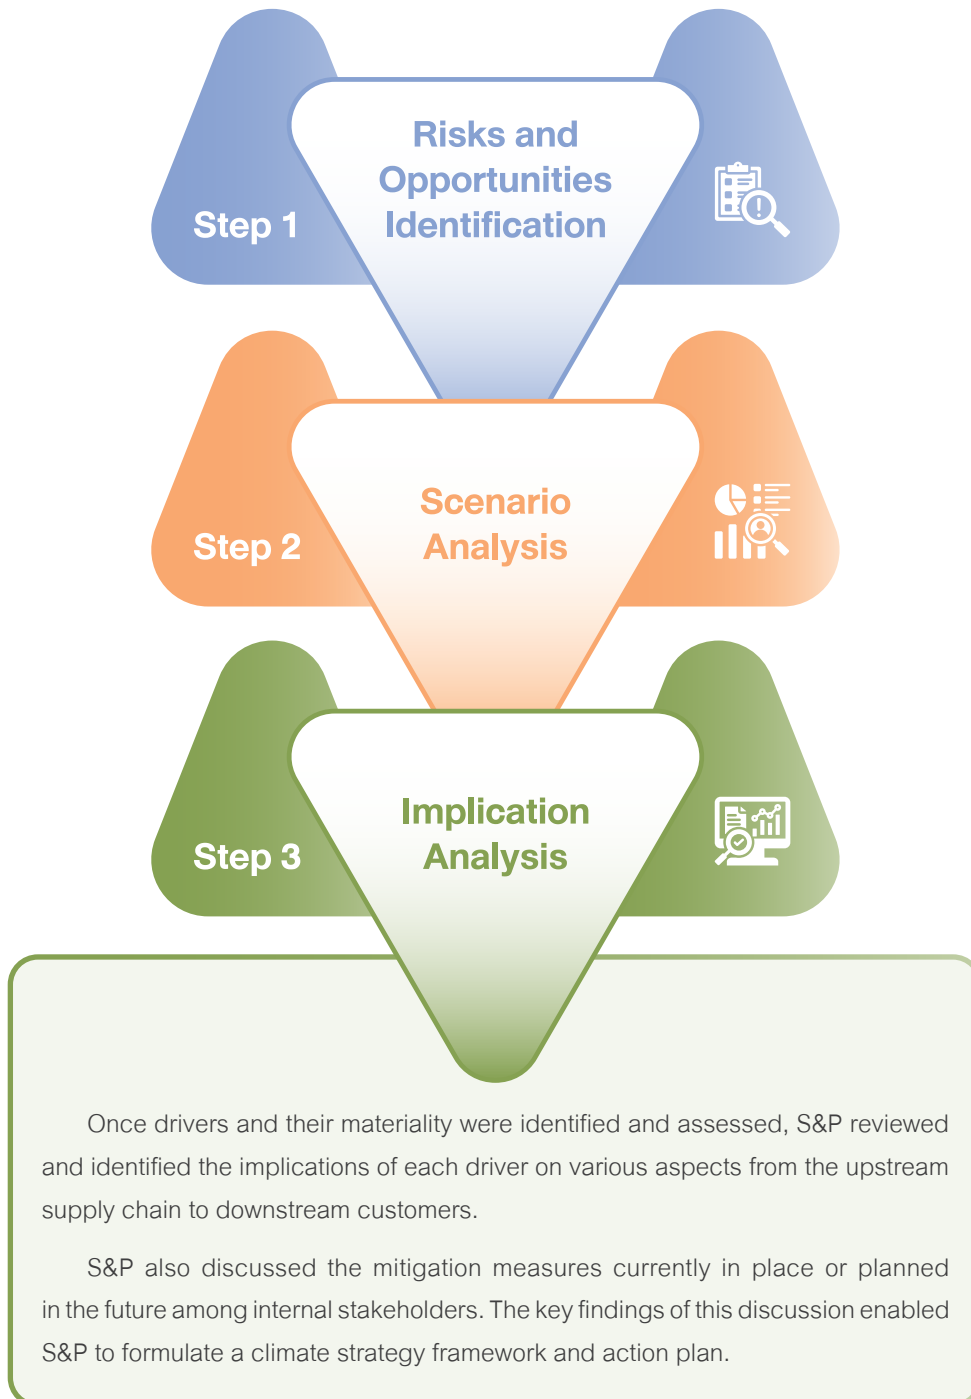 Risks and
Opportunities
Identification
Step 1
Scenario
Analysis
Step 2
Implication
Analysis
Step 3
Once drivers and their materiality were identified and assessed, S&P reviewed
and identified the implications of each driver on various aspects from the upstream
supply chain to downstream customers.
S&P also discussed the mitigation measures currently in place or planned
in the future among internal stakeholders. The key findings of this discussion enabled
S&P to formulate a climate strategy framework and action plan.